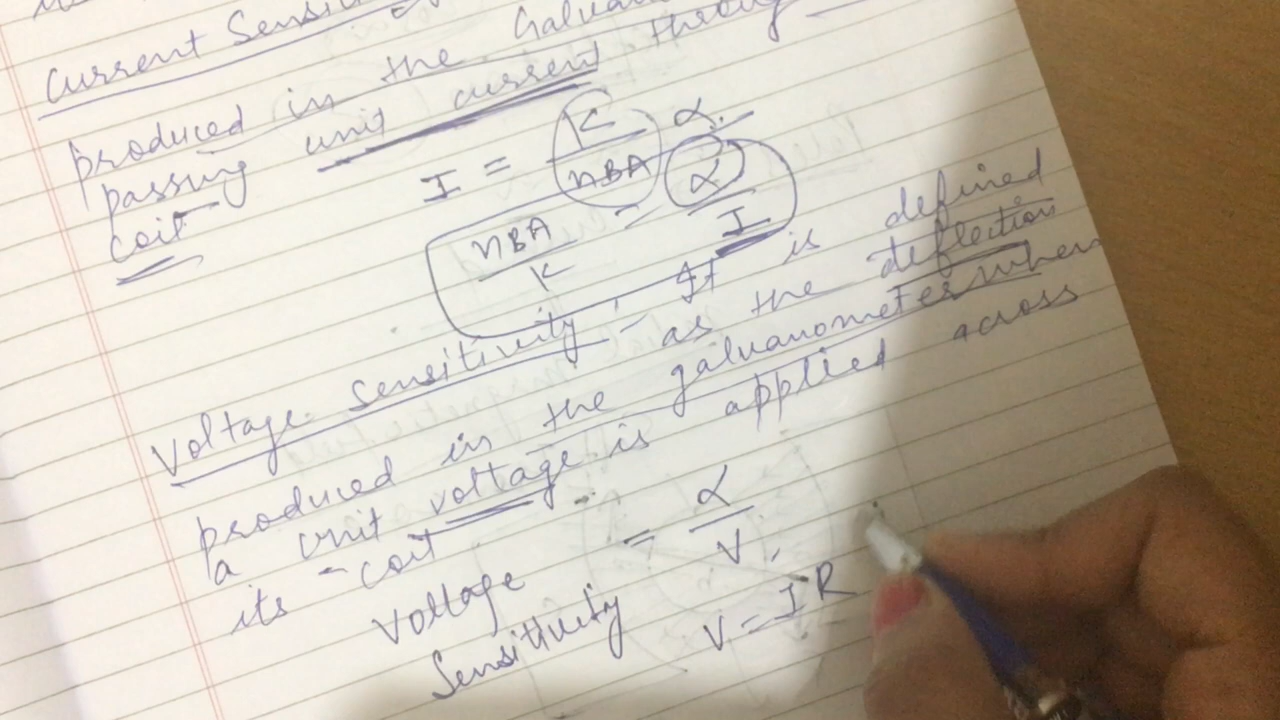 Current Sensi
produced in the Galvan
passing unit current through
coil
I = K/nBA α.
nBA/K = α/I
Voltage Sensitivity :- It is defined
produced in the as the deflection
a unit voltage is galvanometer when
its coil applied across
Voltage Sensitivity = α/V,
V = IR